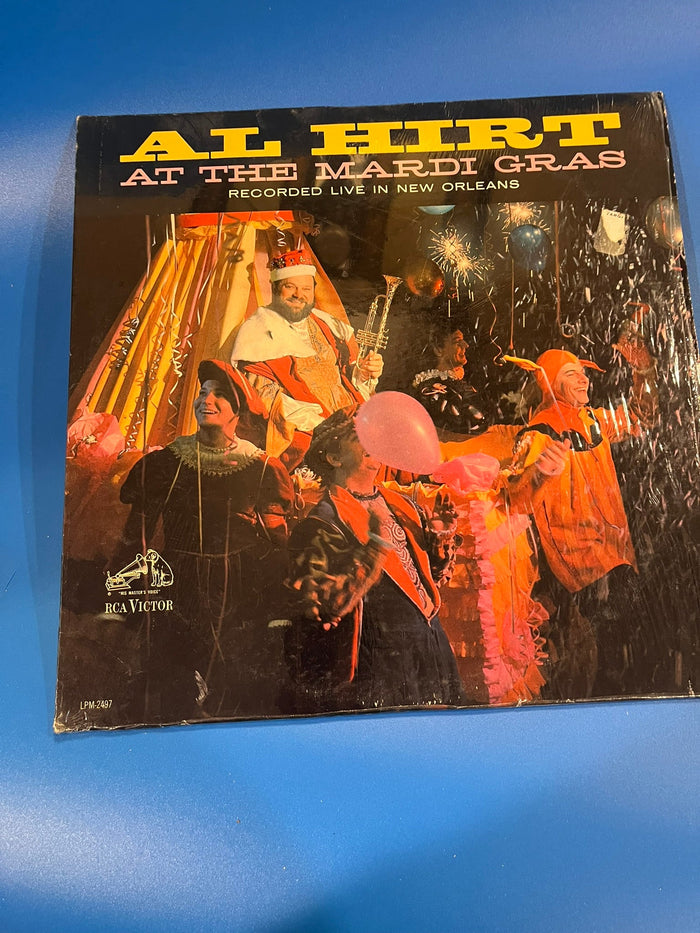 AL HIRT
AT THE MARDI GRAS
RECORDED LIVE IN NEW ORLEANS
"HIS MASTER'S VOICE"
RCA VICTOR
LPM-2497